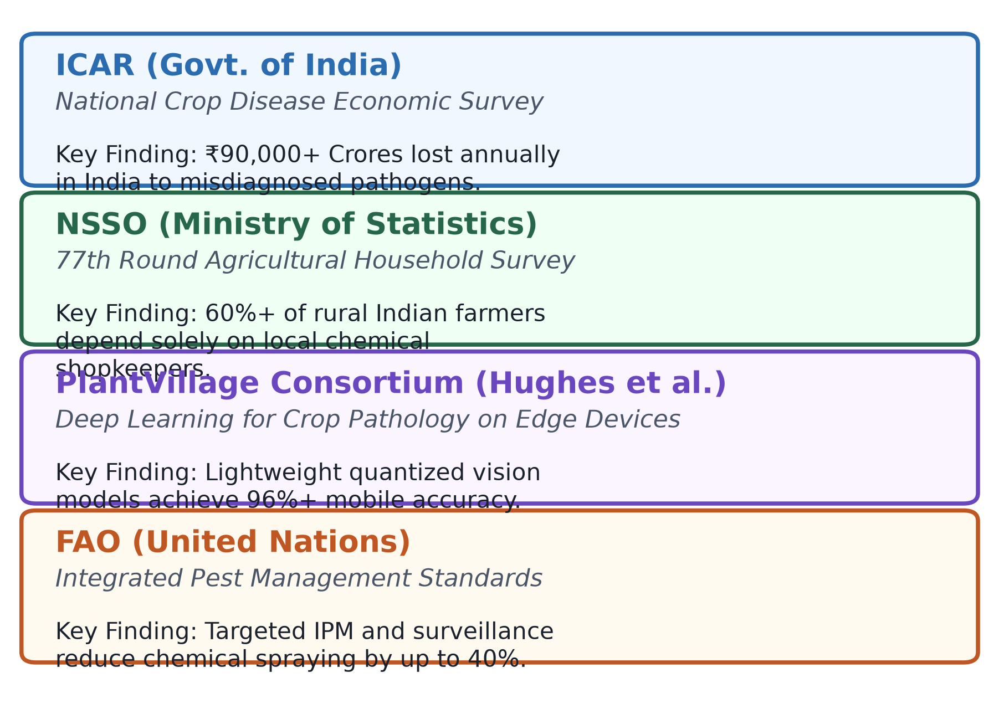 ICAR (Govt. of India)
National Crop Disease Economic Survey
Key Finding: ₹90,000+ Crores lost annually
in India to misdiagnosed pathogens.
NSSO (Ministry of Statistics)
77th Round Agricultural Household Survey
Key Finding: 60%+ of rural Indian farmers
depend solely on local chemical
shopkeepers.
PlantVillage Consortium (Hughes et al.)
Deep Learning for Crop Pathology on Edge Devices
Key Finding: Lightweight quantized vision
models achieve 96%+ mobile accuracy.
FAO (United Nations)
Integrated Pest Management Standards
Key Finding: Targeted IPM and surveillance
reduce chemical spraying by up to 40%.